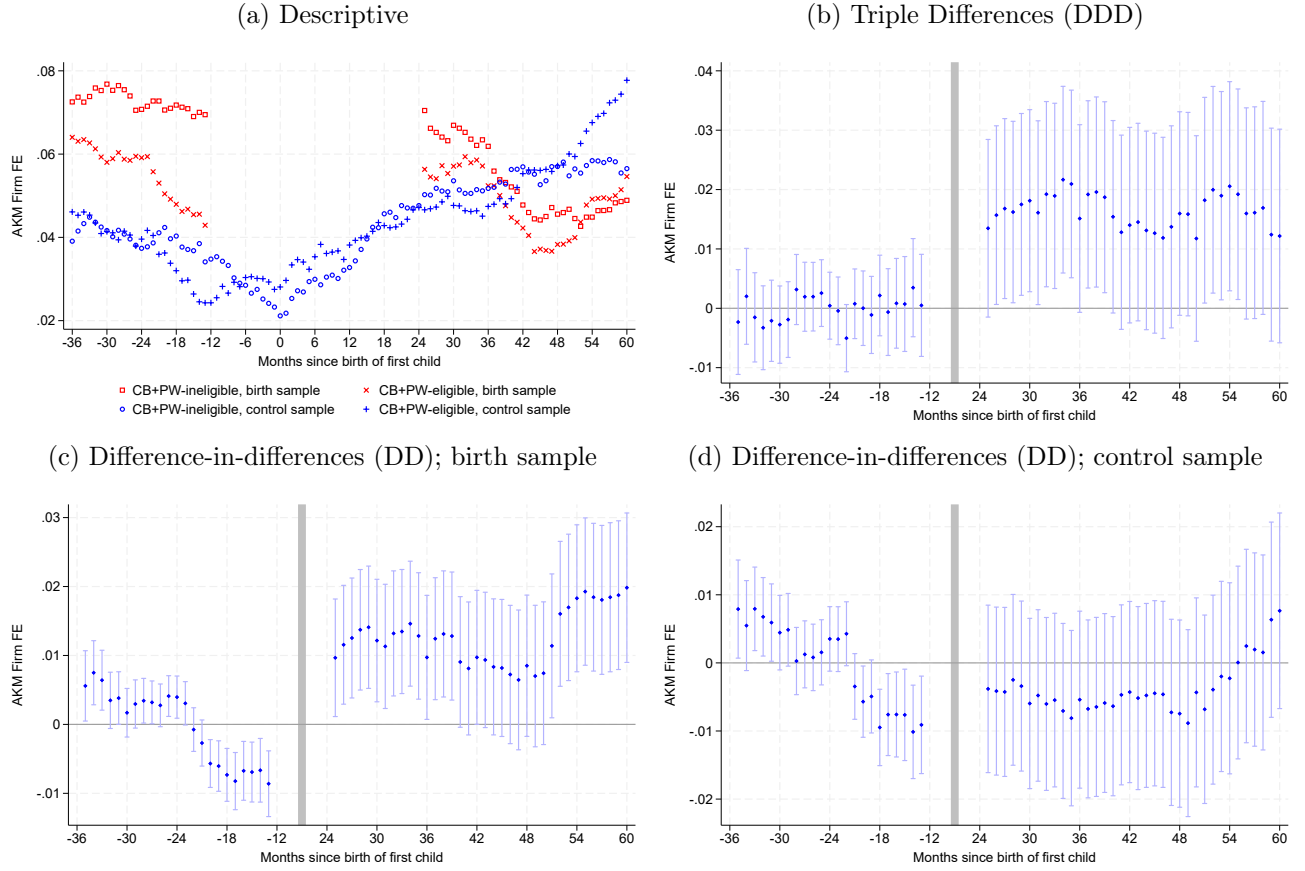 (a) Descriptive
AKM Firm FE
.08
.06
.04
.02
-36 -30 -24 -18 -12 -6 0 6 12 18 24 30 36 42 48 54 60
Months since birth of first child
CB+PW-ineligible, birth sample
CB+PW-eligible, birth sample
CB+PW-ineligible, control sample
CB+PW-eligible, control sample
(b) Triple Differences (DDD)
AKM Firm FE
.04
.03
.02
.01
0
-.01
-36 -30 -24 -18 -12 24 30 36 42 48 54 60
Months since birth of first child
(c) Difference-in-differences (DD); birth sample
AKM Firm FE
.03
.02
.01
0
-.01
-36 -30 -24 -18 -12 24 30 36 42 48 54 60
Months since birth of first child
(d) Difference-in-differences (DD); control sample
AKM Firm FE
.02
.01
0
-.01
-.02
-36 -30 -24 -18 -12 24 30 36 42 48 54 60
Months since birth of first child